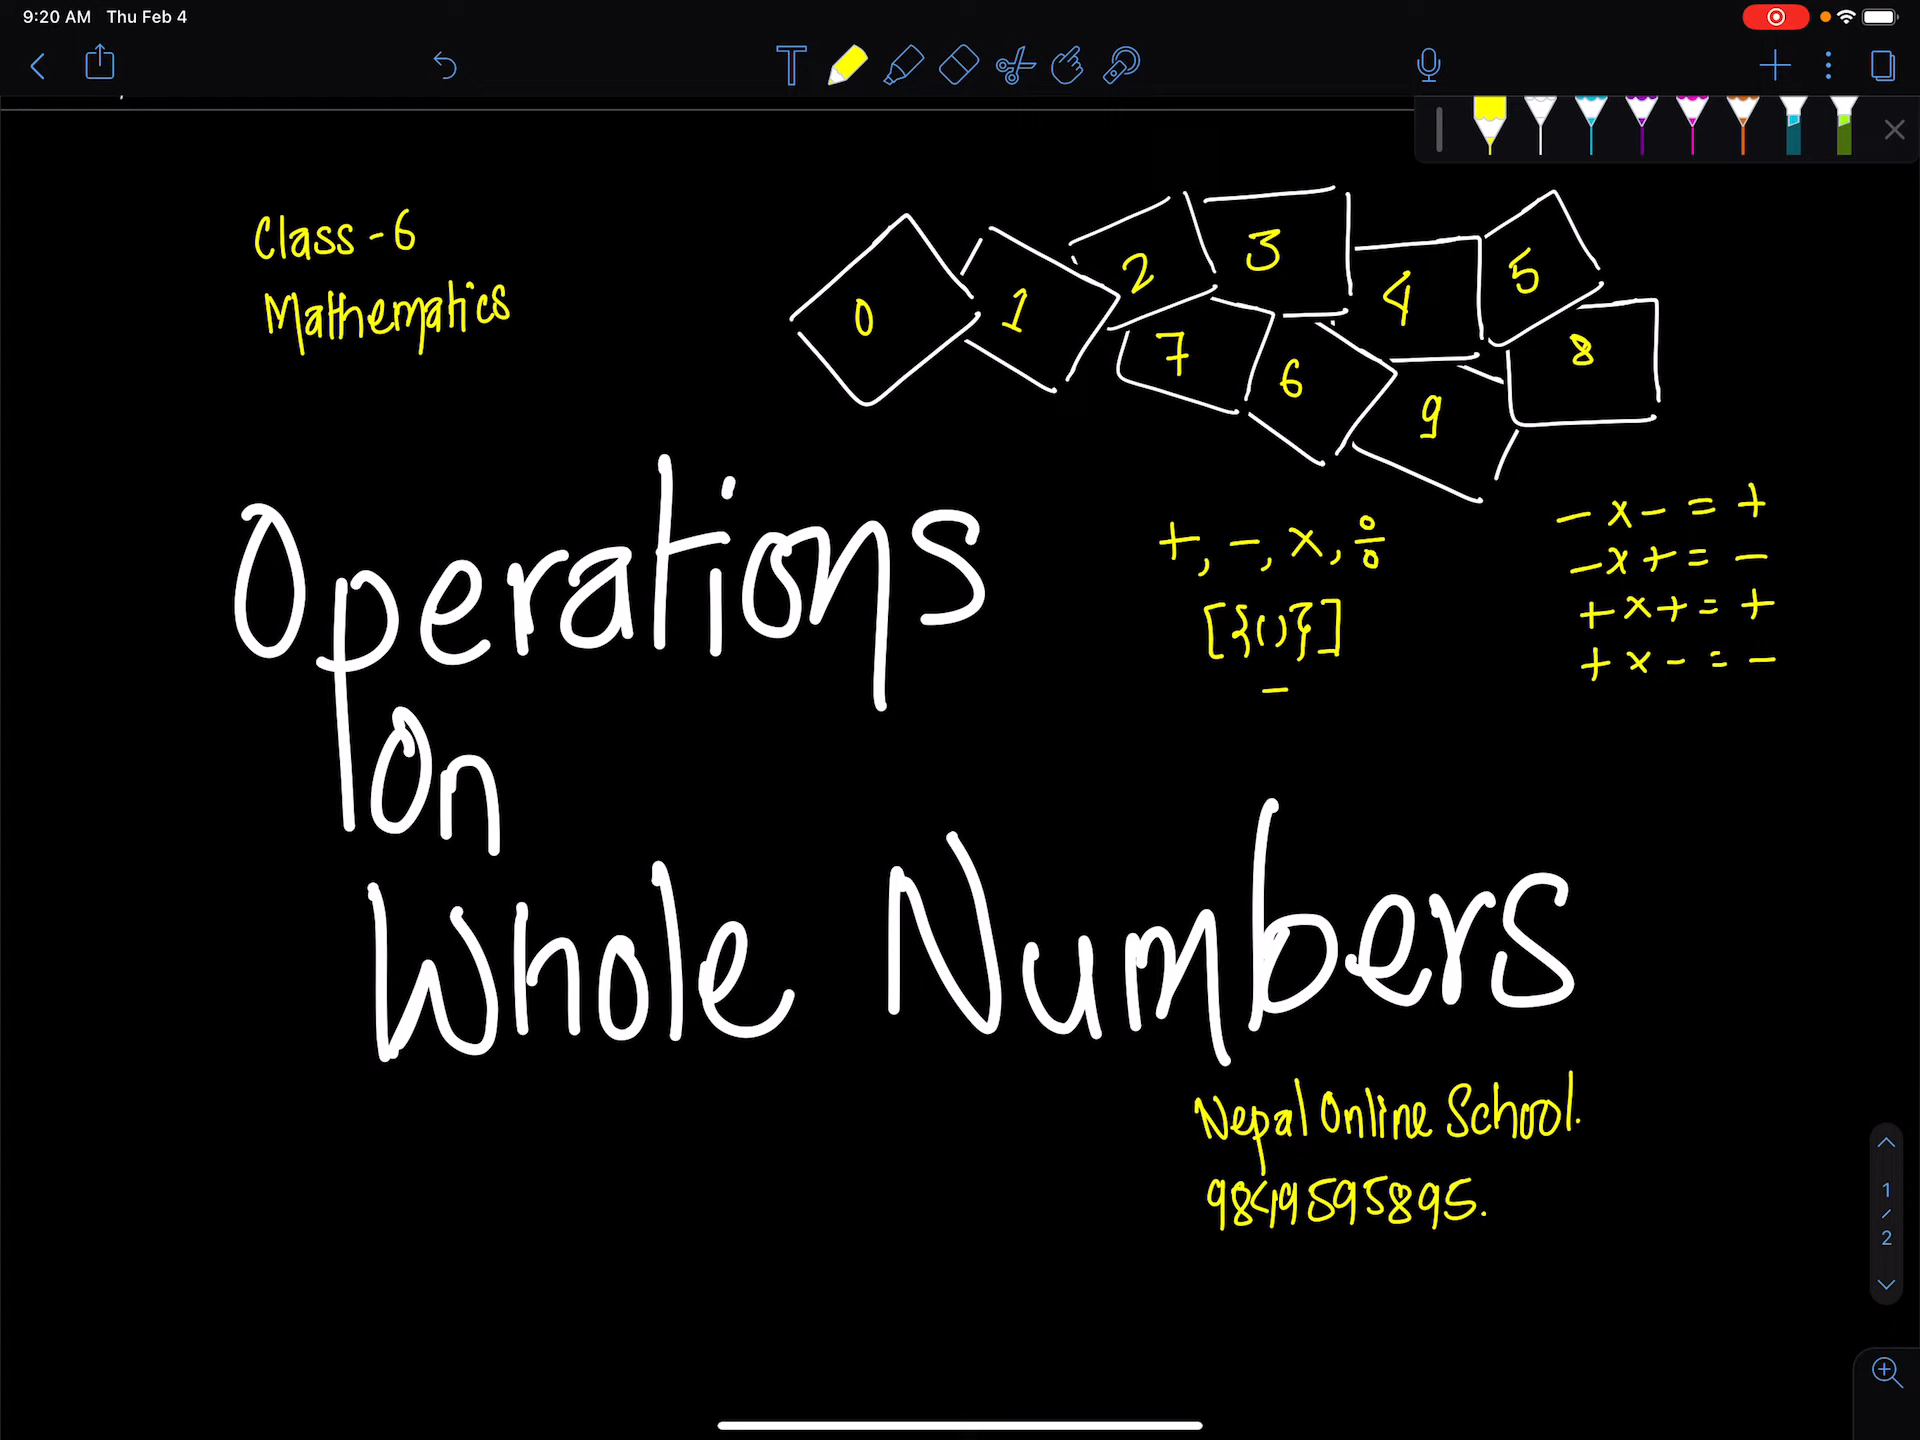 9:20 AM Thu Feb 4
Class - 6
Mathematics
0 1 2 3 4 5
7 6 9 8
Operations
On
Whole Numbers
+, -, ×, ÷
[{()}]
-
- × - = +
- × + = -
+ × + = +
+ × - = -
Nepal Online School.
9849595895.
1
/
2